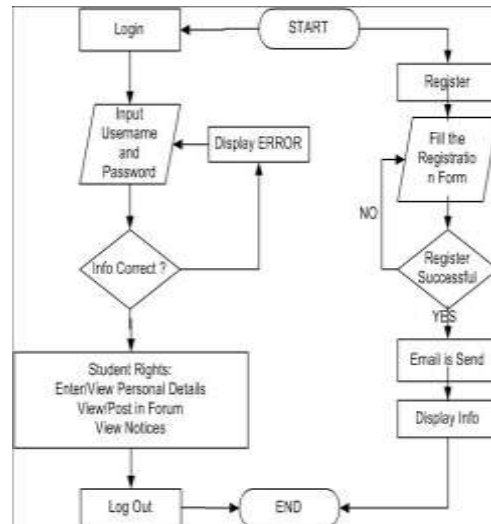 Login
START
Register
Input
Username
and
Password
Display ERROR
Fill the
Registratio
n Form
NO
Info Correct ?
Register
Successful
YES
Student Rights:
Enter/View Personal Details
View/Post in Forum
View Notices
Email is Send
Display Info
Log Out
END